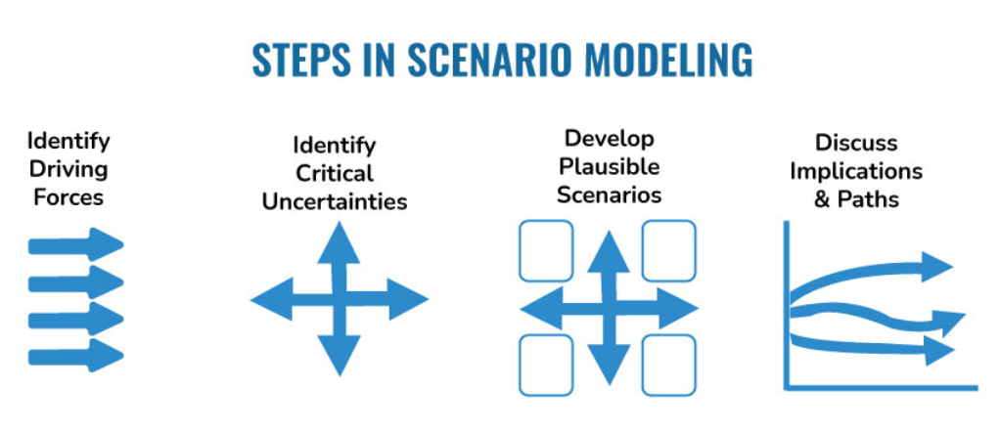 STEPS IN SCENARIO MODELING
Identify
Driving
Forces
Identify
Critical
Uncertainties
Develop
Plausible
Scenarios
Discuss
Implications
& Paths